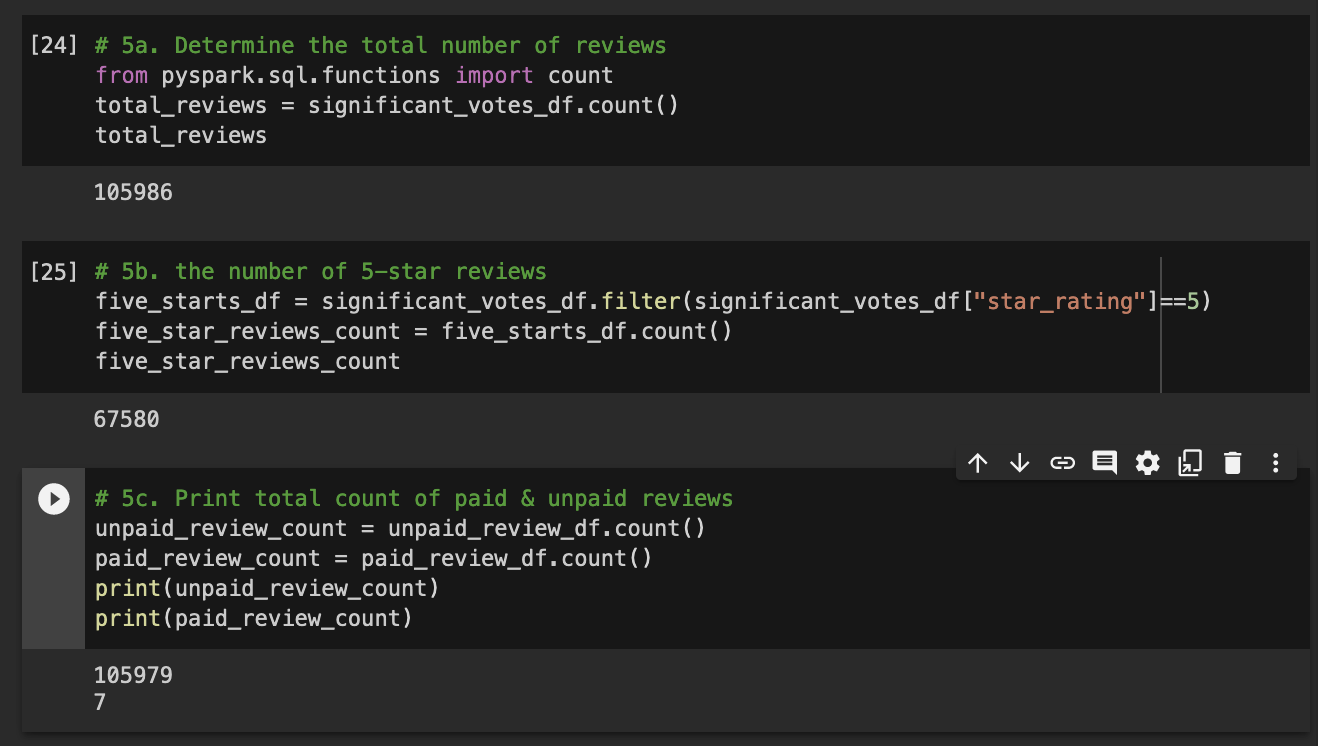 [24] # 5a. Determine the total number of reviews
from pyspark.sql.functions import count
total_reviews = significant_votes_df.count()
total_reviews
105986
[25] # 5b. the number of 5-star reviews
five_starts_df = significant_votes_df.filter(significant_votes_df["star_rating"]==5)
five_star_reviews_count = five_starts_df.count()
five_star_reviews_count
67580
# 5c. Print total count of paid & unpaid reviews
unpaid_review_count = unpaid_review_df.count()
paid_review_count = paid_review_df.count()
print(unpaid_review_count)
print(paid_review_count)
105979
7